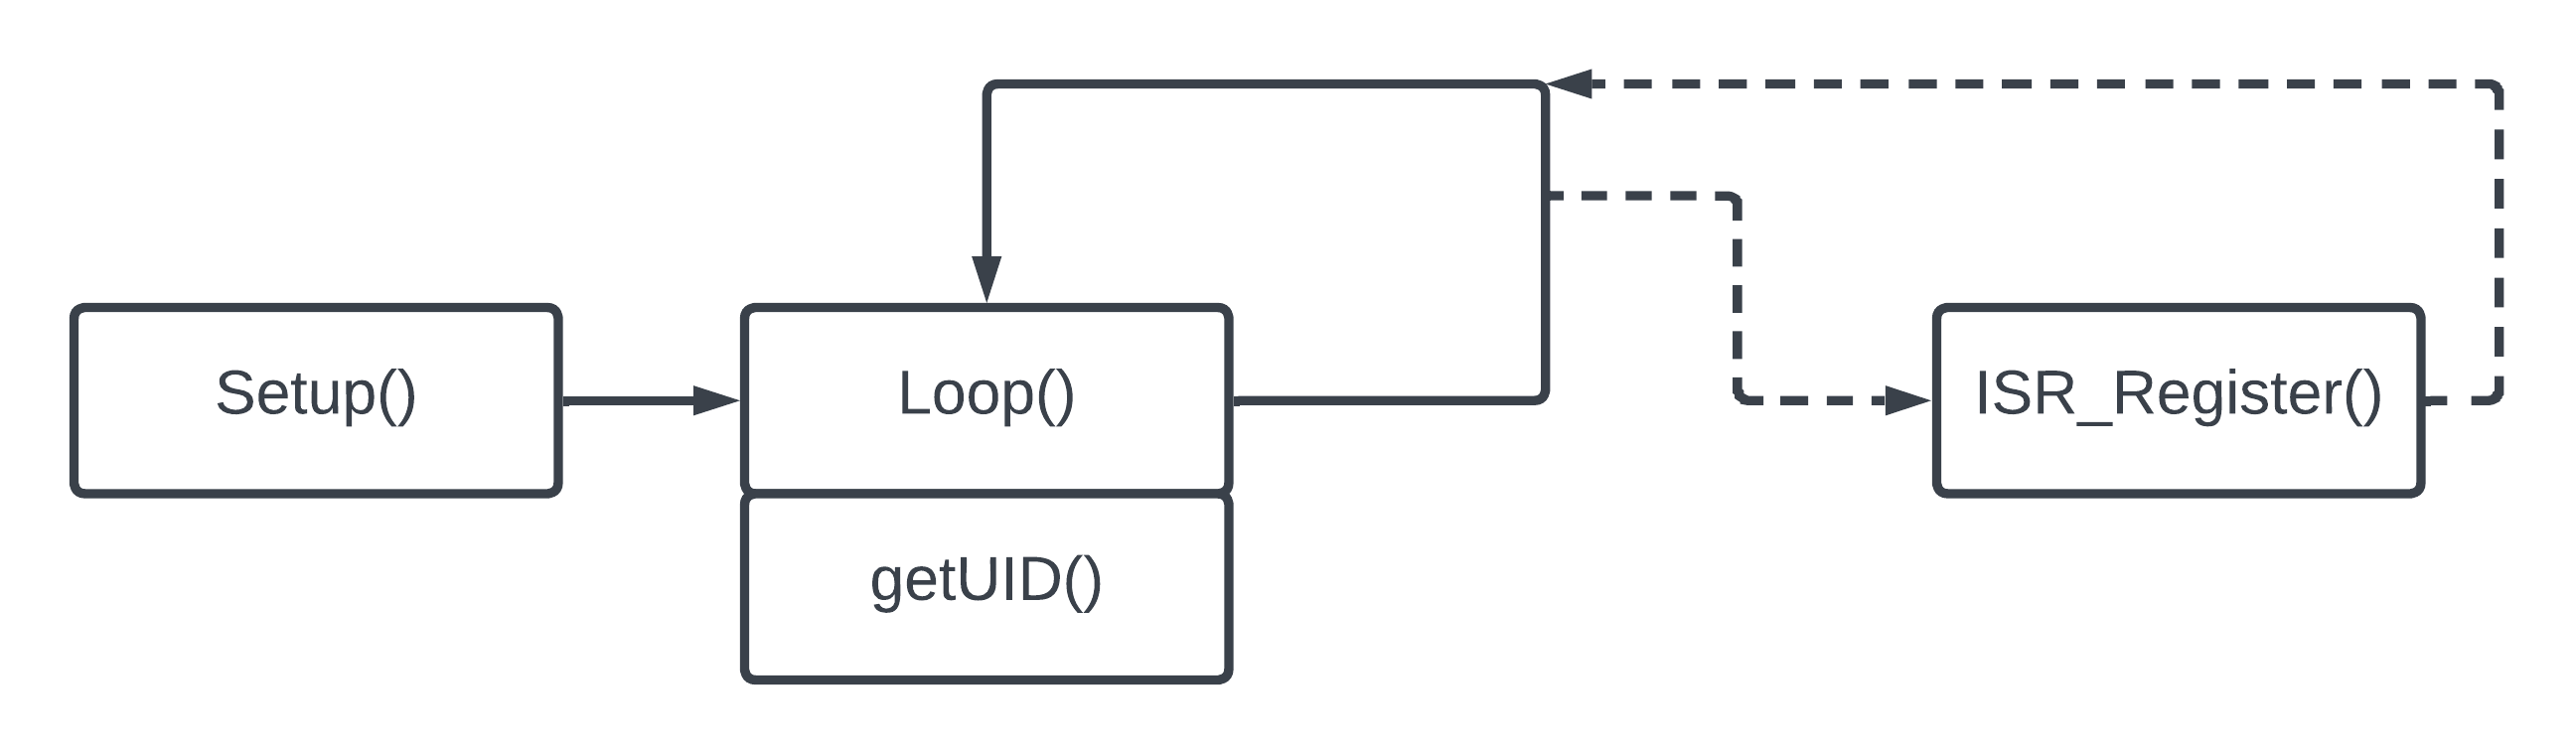 Setup()
Loop()
ISR_Register()
getUID()